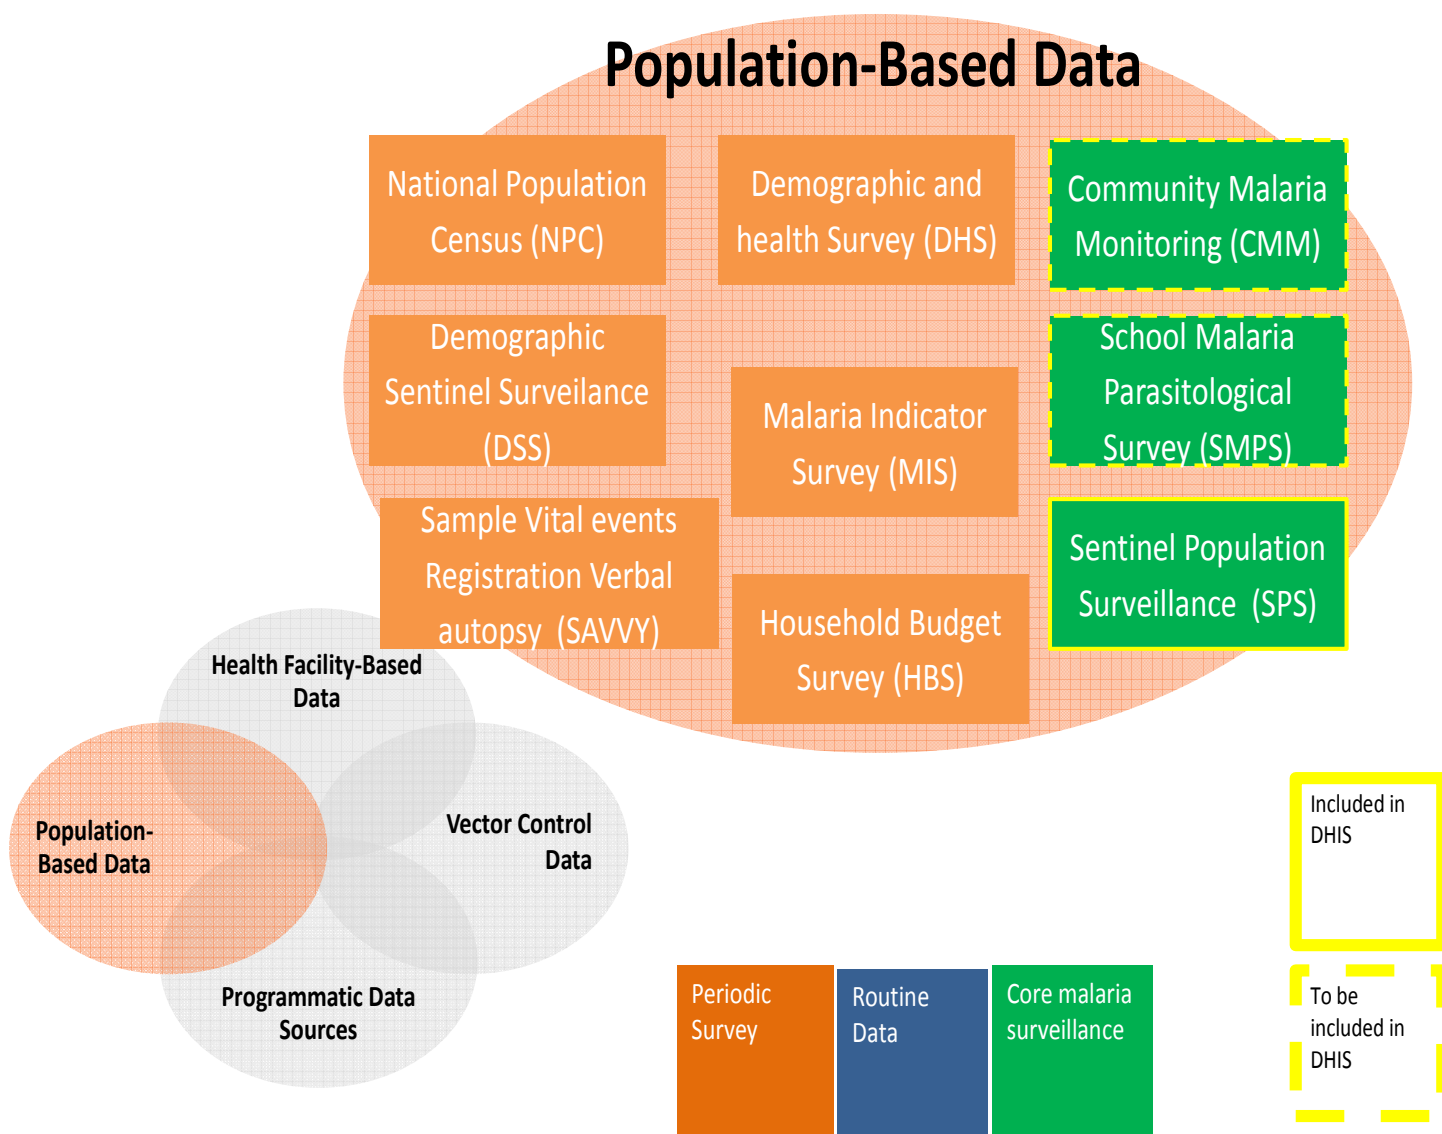 Population-Based Data
National Population
Census (NPC)
Demographic and
health Survey (DHS)
Community Malaria
Monitoring (CMM)
Demographic
Sentinel Surveilance
(DSS)
Malaria Indicator
Survey (MIS)
School Malaria
Parasitological
Survey (SMPS)
Sample Vital events
Registration Verbal
autopsy (SAVVY)
Household Budget
Survey (HBS)
Sentinel Population
Surveillance (SPS)
Health Facility-Based
Data
Population-
Based Data
Vector Control
Data
Programmatic Data
Sources
Periodic
Survey
Routine
Data
Core malaria
surveillance
Included in
DHIS
To be
included in
DHIS